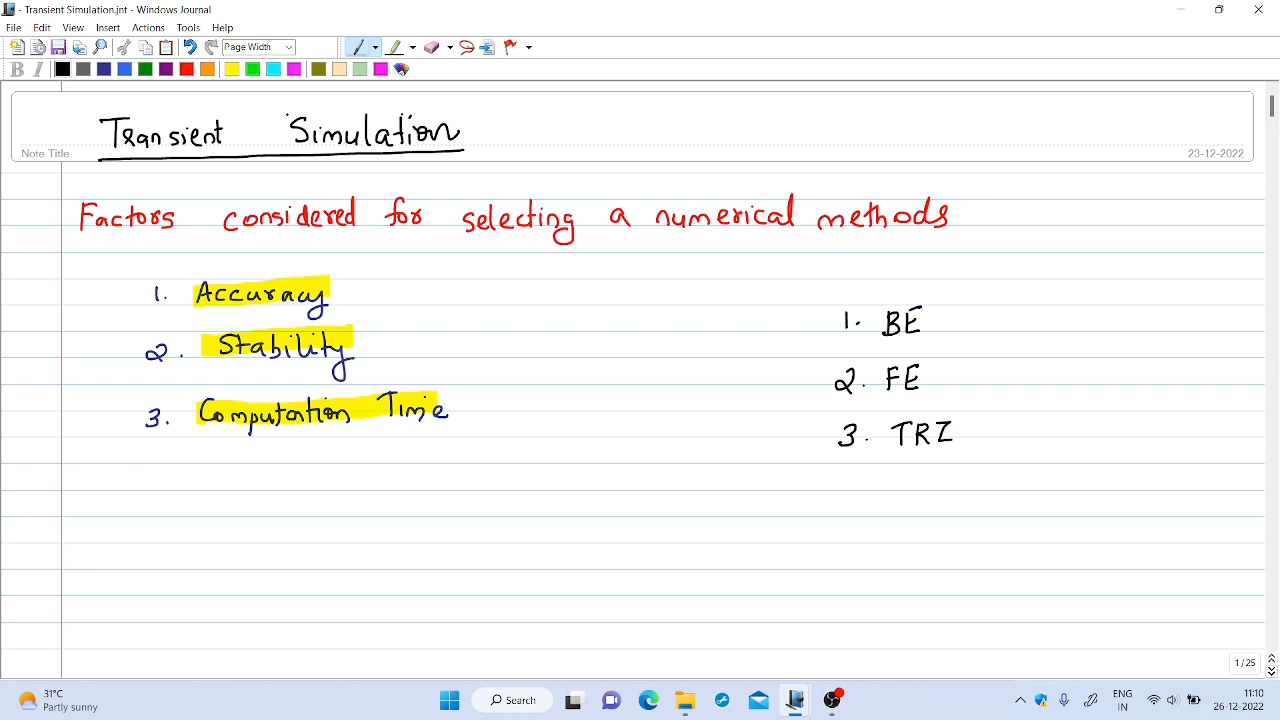 Transient Simulation.jnt - Windows Journal
File Edit View Insert Actions Tools Help
Page Width
B I
Transient Simulation
Note Title
23-12-2022
Factors considered for selecting a numerical methods
1. Accuracy
2. Stability
3. Computation Time
1. BE
2. FE
3. TRZ
1/25
31°C
Partly sunny
Search
ENG
IN
11:10
26-12-2022